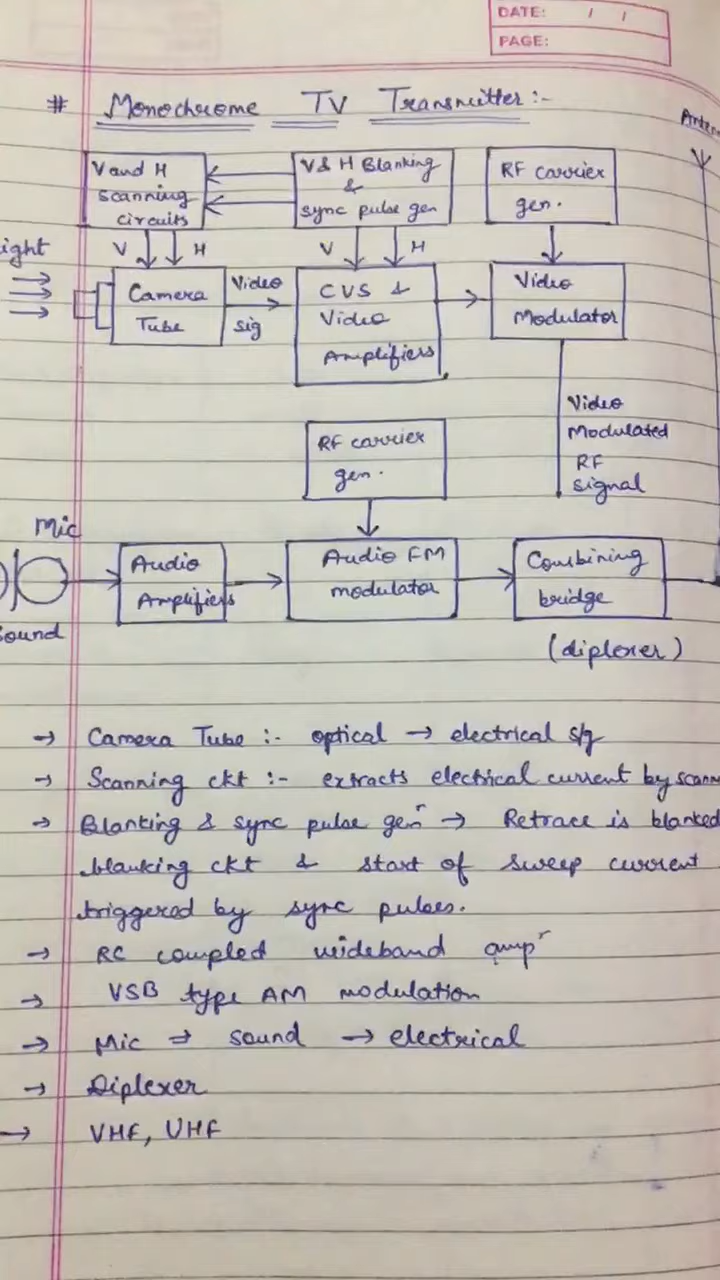 DATE: / /
PAGE:
# Monochrome TV Transmitter :-
Antenn
V and H
scanning
circuits
V & H Blanking
&
sync pulse gen
RF carrier
gen.
V H
V H
ight
Camera
Tube
Video
sig
CVS &
Video
Amplifiers
Video
Modulator
Video
Modulated
RF
signal
RF carrier
gen.
Mic
Audio
Amplifiers
Audio FM
modulator
Combining
bridge
Sound
(diplexer)
→ Camera Tube :- optical → electrical s/g
→ Scanning ckt :- extracts electrical current by scann
→ Blanking & sync pulse genr → Retrace is blanked
blanking ckt & start of sweep current
triggered by sync pulses.
→ RC coupled wideband ampr
→ VSB type AM modulation
→ Mic ⇒ sound → electrical
→ Diplexer
→ VHF, UHF